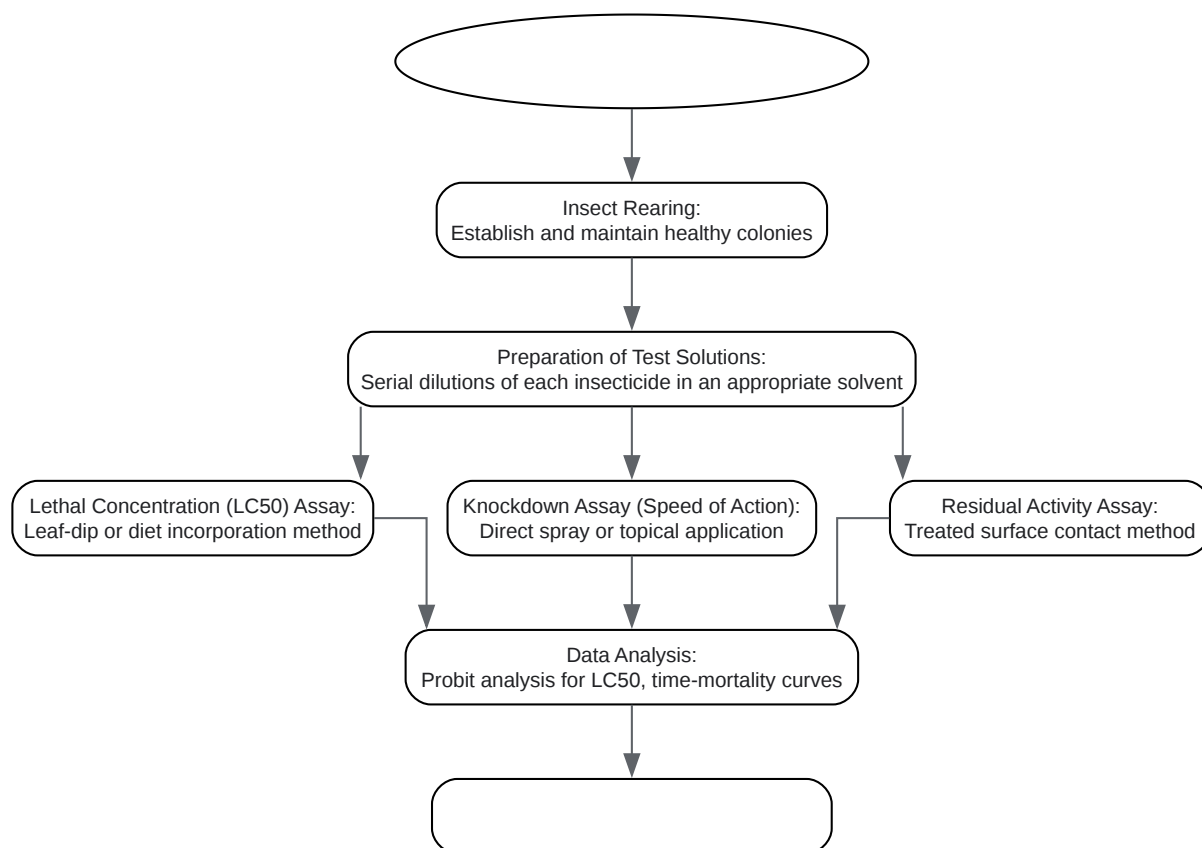 Insect Rearing:
Establish and maintain healthy colonies
Preparation of Test Solutions:
Serial dilutions of each insecticide in an appropriate solvent
Lethal Concentration (LC50) Assay:
Leaf-dip or diet incorporation method
Knockdown Assay (Speed of Action):
Direct spray or topical application
Residual Activity Assay:
Treated surface contact method
Data Analysis:
Probit analysis for LC50, time-mortality curves